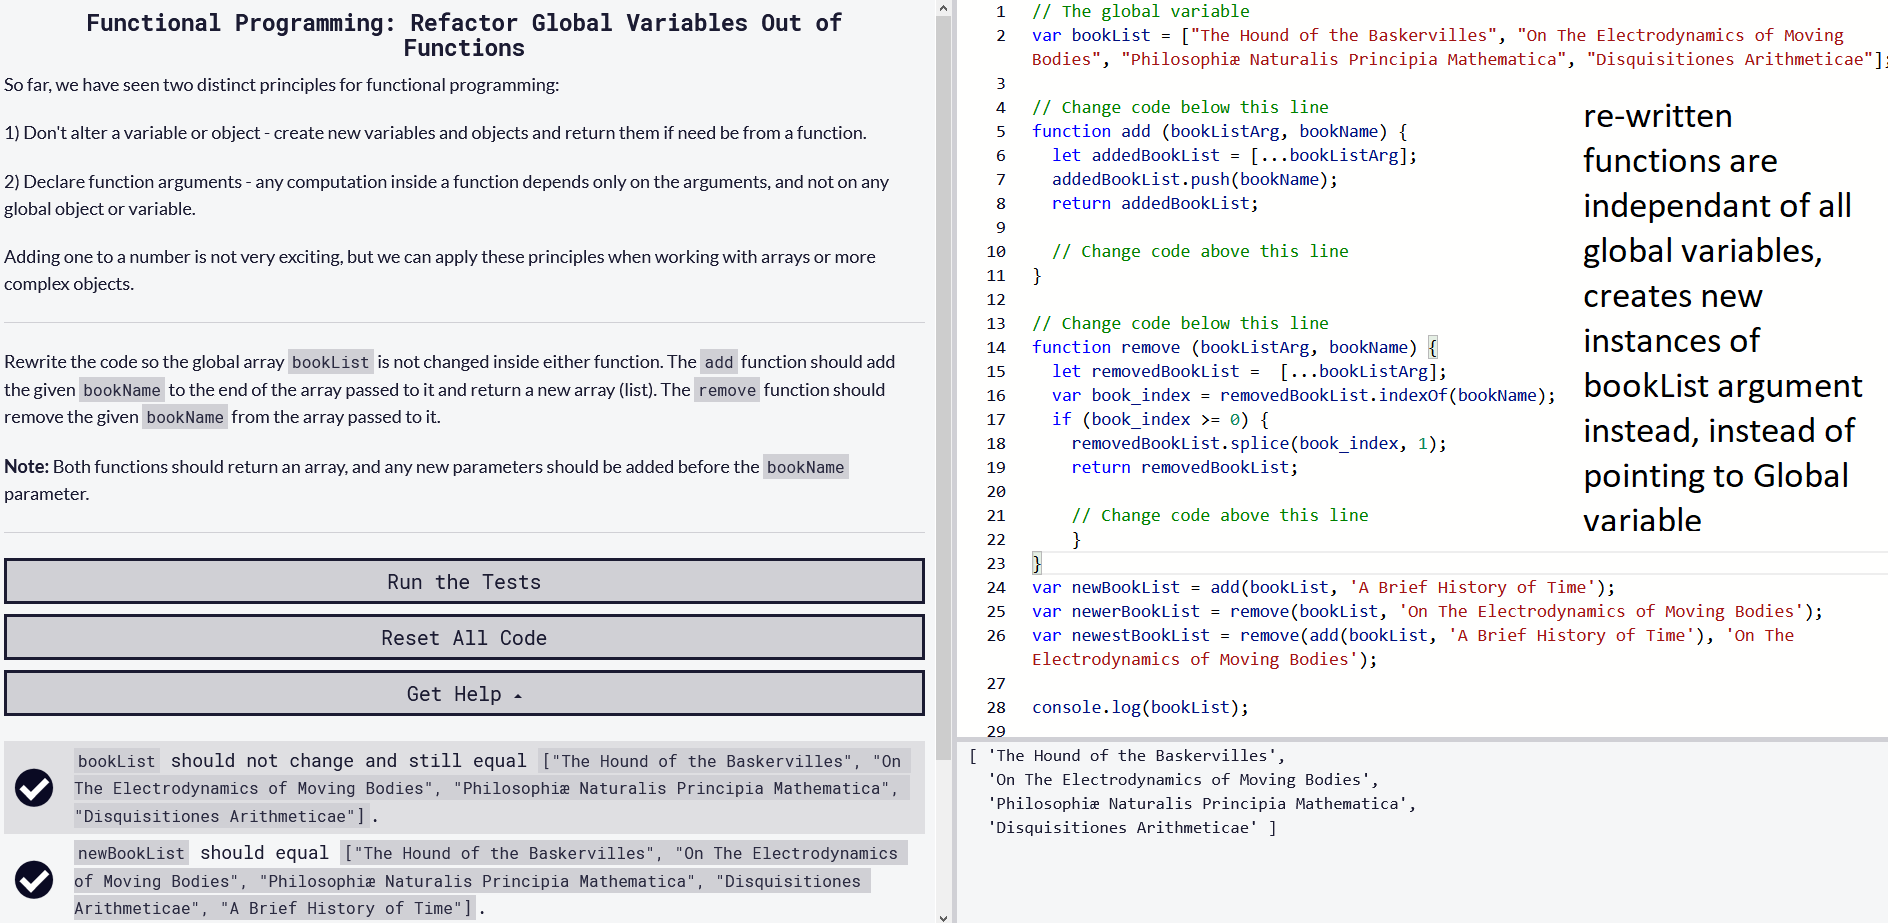 Functional Programming: Refactor Global Variables Out of
Functions
So far, we have seen two distinct principles for functional programming:
1) Don't alter a variable or object - create new variables and objects and return them if need be from a function.
2) Declare function arguments - any computation inside a function depends only on the arguments, and not on any
global object or variable.
Adding one to a number is not very exciting, but we can apply these principles when working with arrays or more
complex objects.
Rewrite the code so the global array bookList is not changed inside either function. The add function should add
the given bookName to the end of the array passed to it and return a new array (list). The remove function should
remove the given bookName from the array passed to it.
Note: Both functions should return an array, and any new parameters should be added before the bookName
parameter.
Run the Tests
Reset All Code
Get Help
bookList should not change and still equal ["The Hound of the Baskervilles", "On
The Electrodynamics of Moving Bodies", "Philosophiæ Naturalis Principia Mathematica",
"Disquisitiones Arithmeticae"].
newBookList should equal ["The Hound of the Baskervilles", "On The Electrodynamics
of Moving Bodies", "Philosophiæ Naturalis Principia Mathematica", "Disquisitiones
Arithmeticae", "A Brief History of Time"].
1 // The global variable
2 var bookList = ["The Hound of the Baskervilles", "On The Electrodynamics of Moving
Bodies", "Philosophiæ Naturalis Principia Mathematica", "Disquisitiones Arithmeticae"];
3
4 // Change code below this line
5 function add (bookListArg, bookName) {
6 let addedBookList = [...bookListArg];
7 addedBookList.push(bookName);
8 return addedBookList;
9
10 // Change code above this line
11 }
12
13 // Change code below this line
14 function remove (bookListArg, bookName) {
15 let removedBookList =  [...bookListArg];
16 var book_index = removedBookList.indexOf(bookName);
17 if (book_index >= 0) {
18 removedBookList.splice(book_index, 1);
19 return removedBookList;
20
21 // Change code above this line
22 }
23 }
24 var newBookList = add(bookList, 'A Brief History of Time');
25 var newerBookList = remove(bookList, 'On The Electrodynamics of Moving Bodies');
26 var newestBookList = remove(add(bookList, 'A Brief History of Time'), 'On The
Electrodynamics of Moving Bodies');
27
28 console.log(bookList);
29
re-written
functions are
independant of all
global variables,
creates new
instances of
bookList argument
instead, instead of
pointing to Global
variable
[ 'The Hound of the Baskervilles',
'On The Electrodynamics of Moving Bodies',
'Philosophiæ Naturalis Principia Mathematica',
'Disquisitiones Arithmeticae' ]